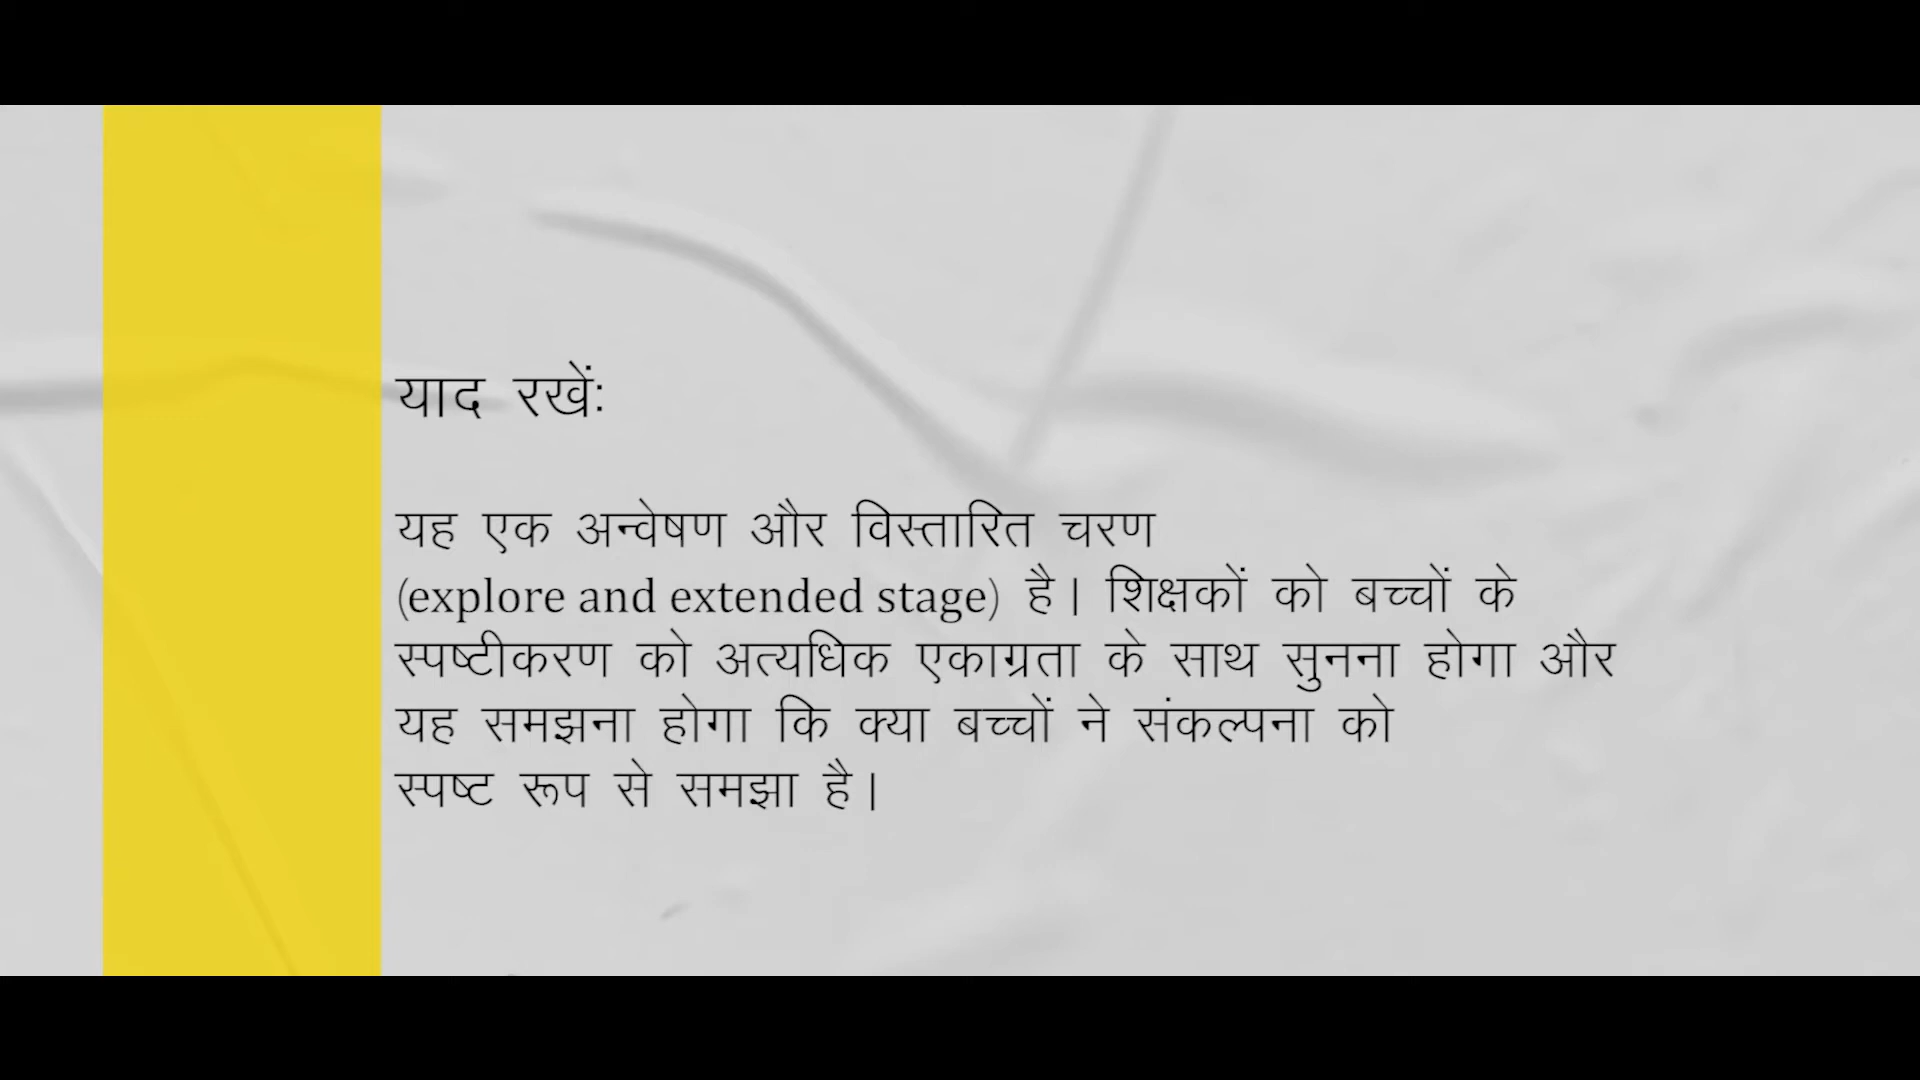 याद रखें:
यह एक अन्वेषण और विस्तारित चरण
(explore and extended stage) है। शिक्षकों को बच्चों के
स्पष्टीकरण को अत्यधिक एकाग्रता के साथ सुनना होगा और
यह समझना होगा कि क्या बच्चों ने संकल्पना को
स्पष्ट रूप से समझा है।